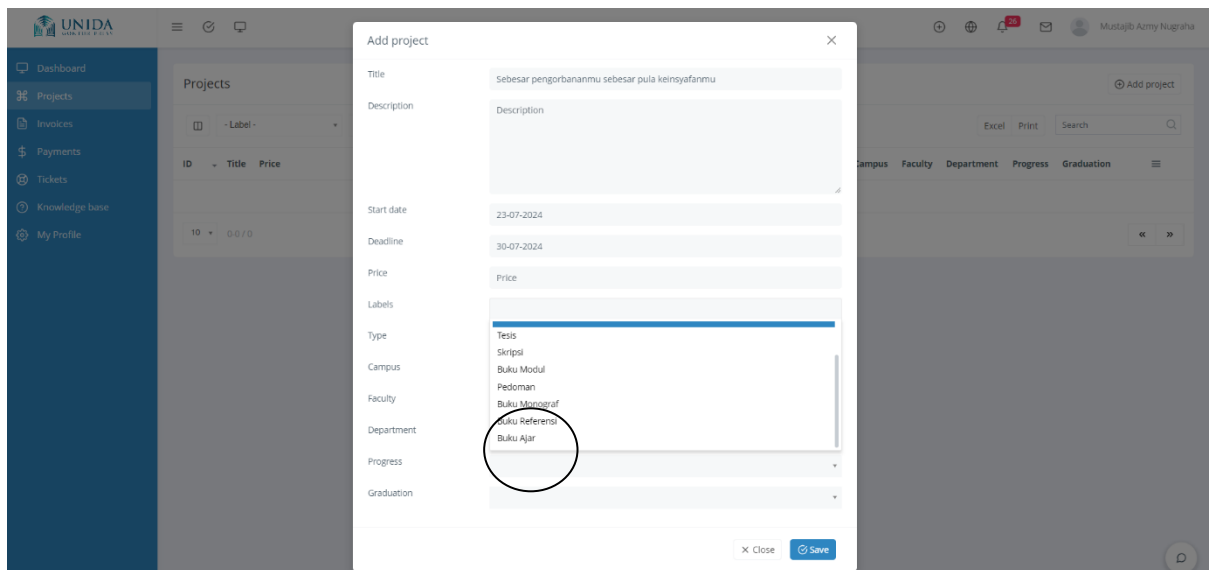 UNIDA
26
Mustajib Azmy Nugraha
Dashboard
Projects
Invoices
Payments
Tickets
Knowledge base
My Profile
Projects
Add project
- Label -
Excel Print Search
ID Title Price
Campus Faculty Department Progress Graduation
10 0-0 / 0
Add project
Title
Sebesar pengorbananmu sebesar pula keinsyafanmu
Description
Description
Start date
23-07-2024
Deadline
30-07-2024
Price
Price
Labels
Type
Tesis
Skripsi
Campus
Buku Modul
Pedoman
Faculty
Buku Monograf
Buku Referensi
Department
Buku Ajar
Progress
Graduation
Close
Save